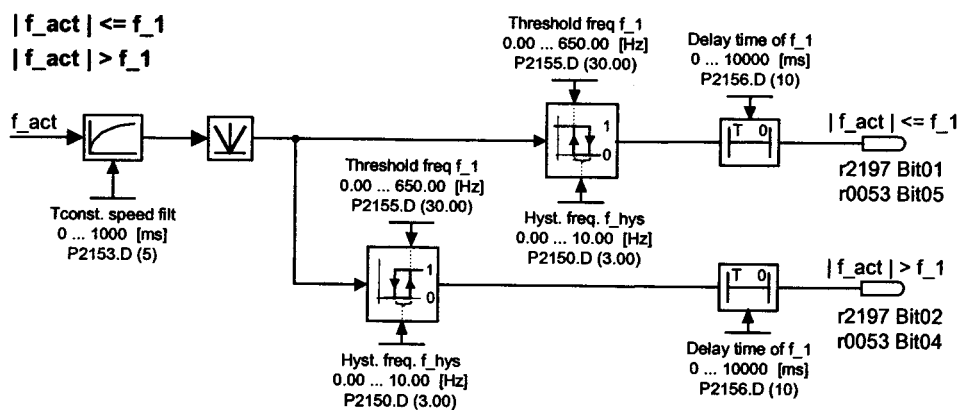 | f_act | <= f_1
| f_act | > f_1
Threshold freq f_1
0.00 ... 650.00 [Hz]
P2155.D (30.00)
Delay time of f_1
0 ... 10000 [ms]
P2156.D (10)
f_act
1
0
T 0
| f_act | <= f_1
r2197 Bit01
r0053 Bit05
Tconst. speed filt
0 ... 1000 [ms]
P2153.D (5)
Threshold freq f_1
0.00 ... 650.00 [Hz]
P2155.D (30.00)
Hyst. freq. f_hys
0.00 ... 10.00 [Hz]
P2150.D (3.00)
1
0
T 0
| f_act | > f_1
r2197 Bit02
r0053 Bit04
Hyst. freq. f_hys
0.00 ... 10.00 [Hz]
P2150.D (3.00)
Delay time of f_1
0 ... 10000 [ms]
P2156.D (10)